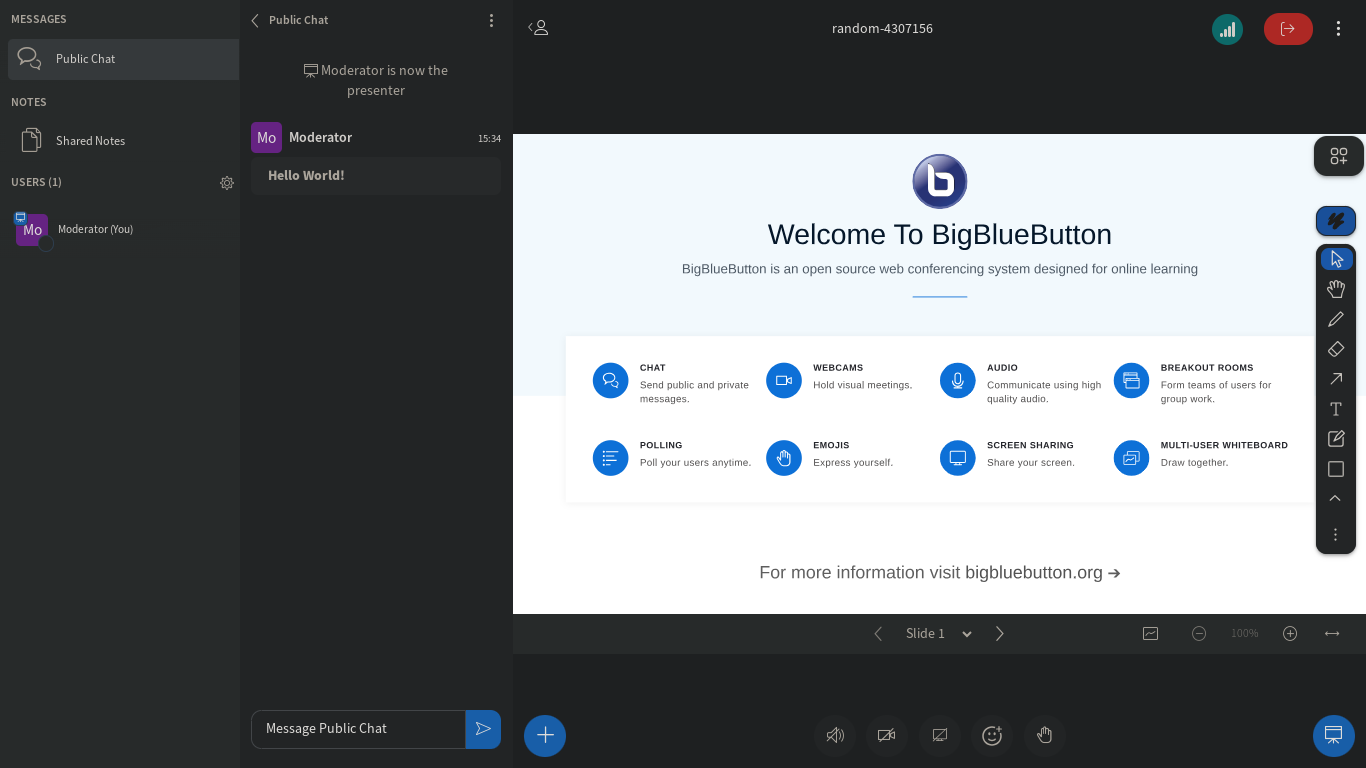 MESSAGES
Public Chat
NOTES
Shared Notes
USERS (1)
Mo
Moderator (You)
Public Chat
Moderator is now the
presenter
Mo
Moderator
15:34
Hello World!
Message Public Chat
random-4307156
Welcome To BigBlueButton
BigBlueButton is an open source web conferencing system designed for online learning
CHAT
Send public and private
messages.
WEBCAMS
Hold visual meetings.
AUDIO
Communicate using high
quality audio.
BREAKOUT ROOMS
Form teams of users for
group work.
POLLING
Poll your users anytime.
EMOJIS
Express yourself.
SCREEN SHARING
Share your screen.
MULTI-USER WHITEBOARD
Draw together.
For more information visit bigbluebutton.org →
Slide 1
100%